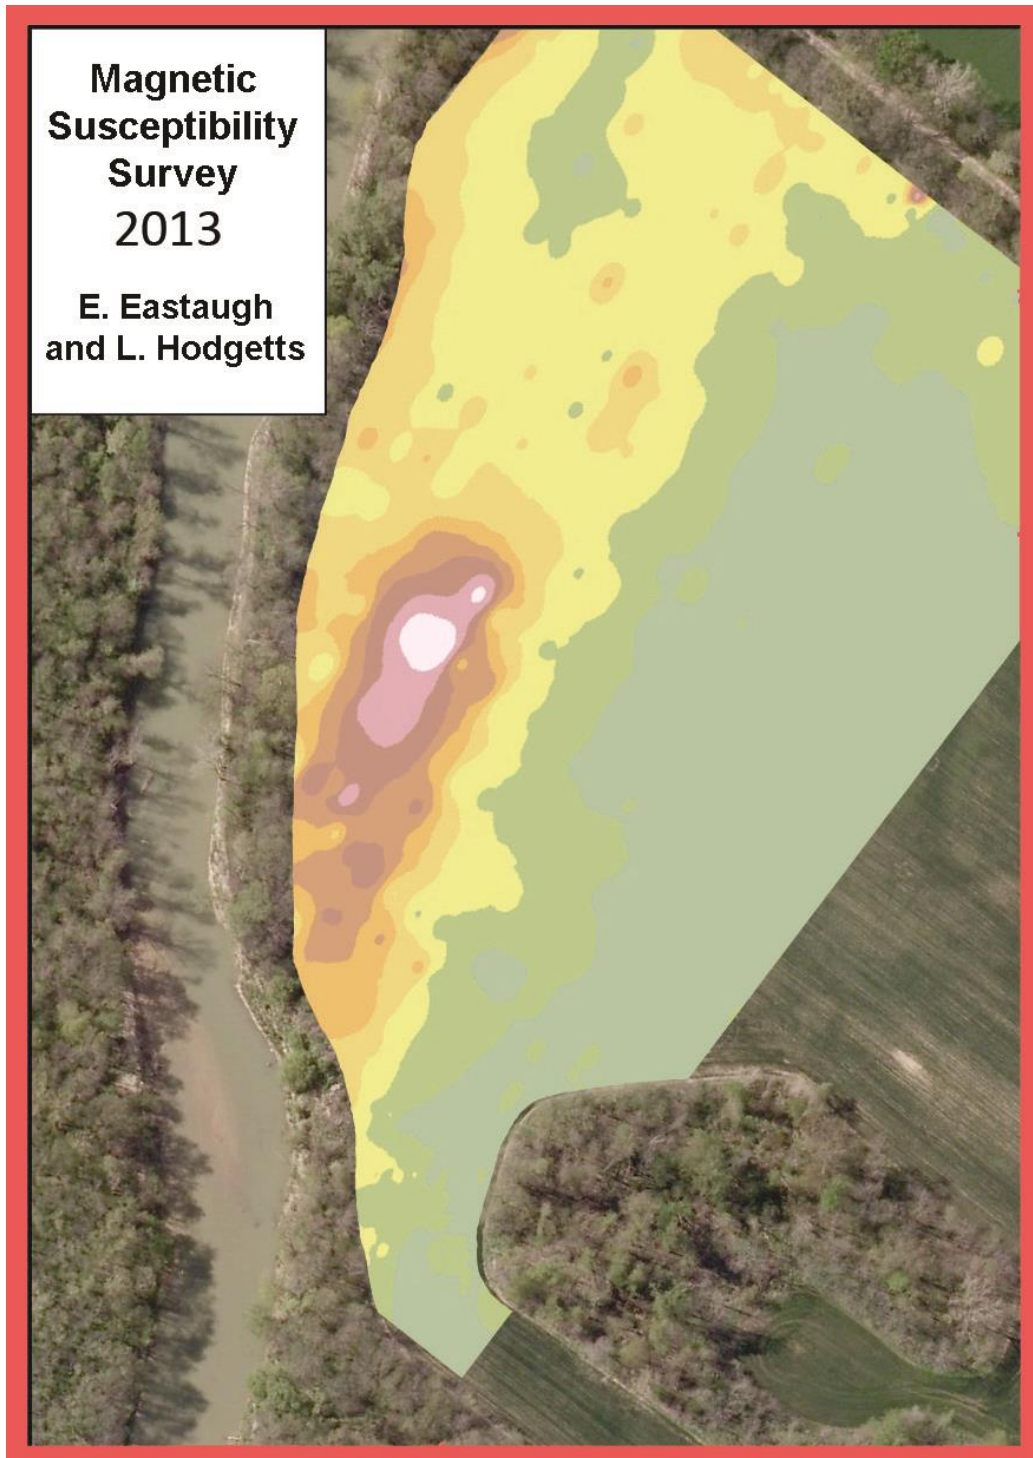 Magnetic
Susceptibility
Survey
2013
E. Eastaugh
and L. Hodgetts